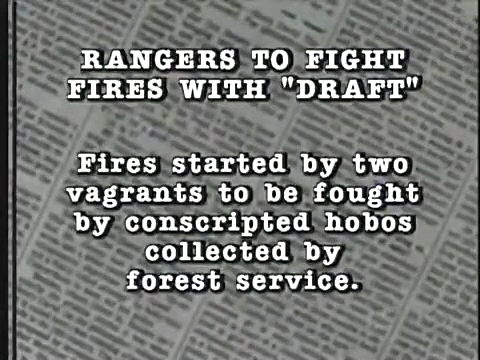 RANGERS TO FIGHT
FIRES WITH "DRAFT"
Fires started by two
vagrants to be fought
by conscripted hobos
collected by
forest service.